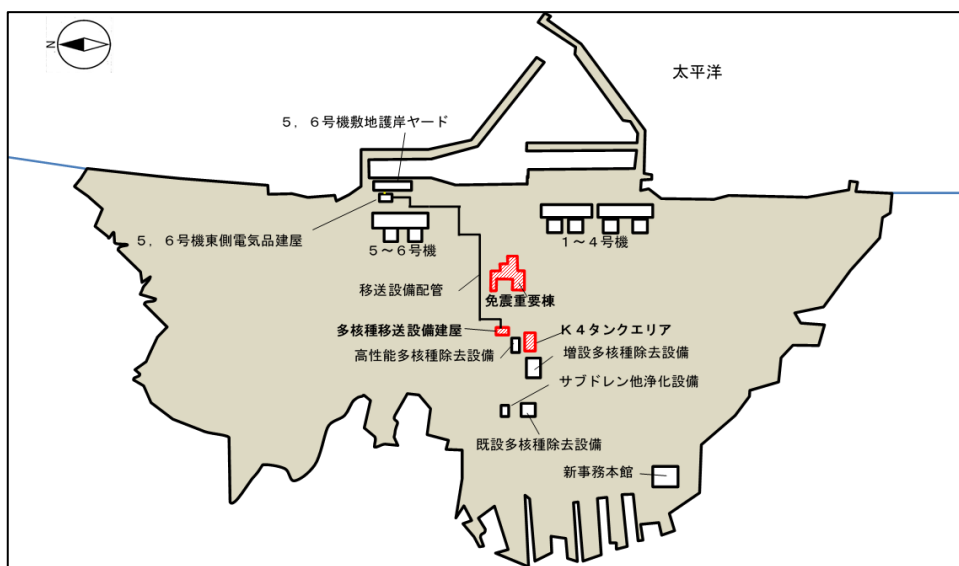 N
太平洋
５，６号機敷地護岸ヤード
５，６号機東側電気品建屋
５～６号機
１～４号機
移送設備配管
免震重要棟
多核種移送設備建屋
Ｋ４タンクエリア
高性能多核種除去設備
増設多核種除去設備
サブドレン他浄化設備
既設多核種除去設備
新事務本館